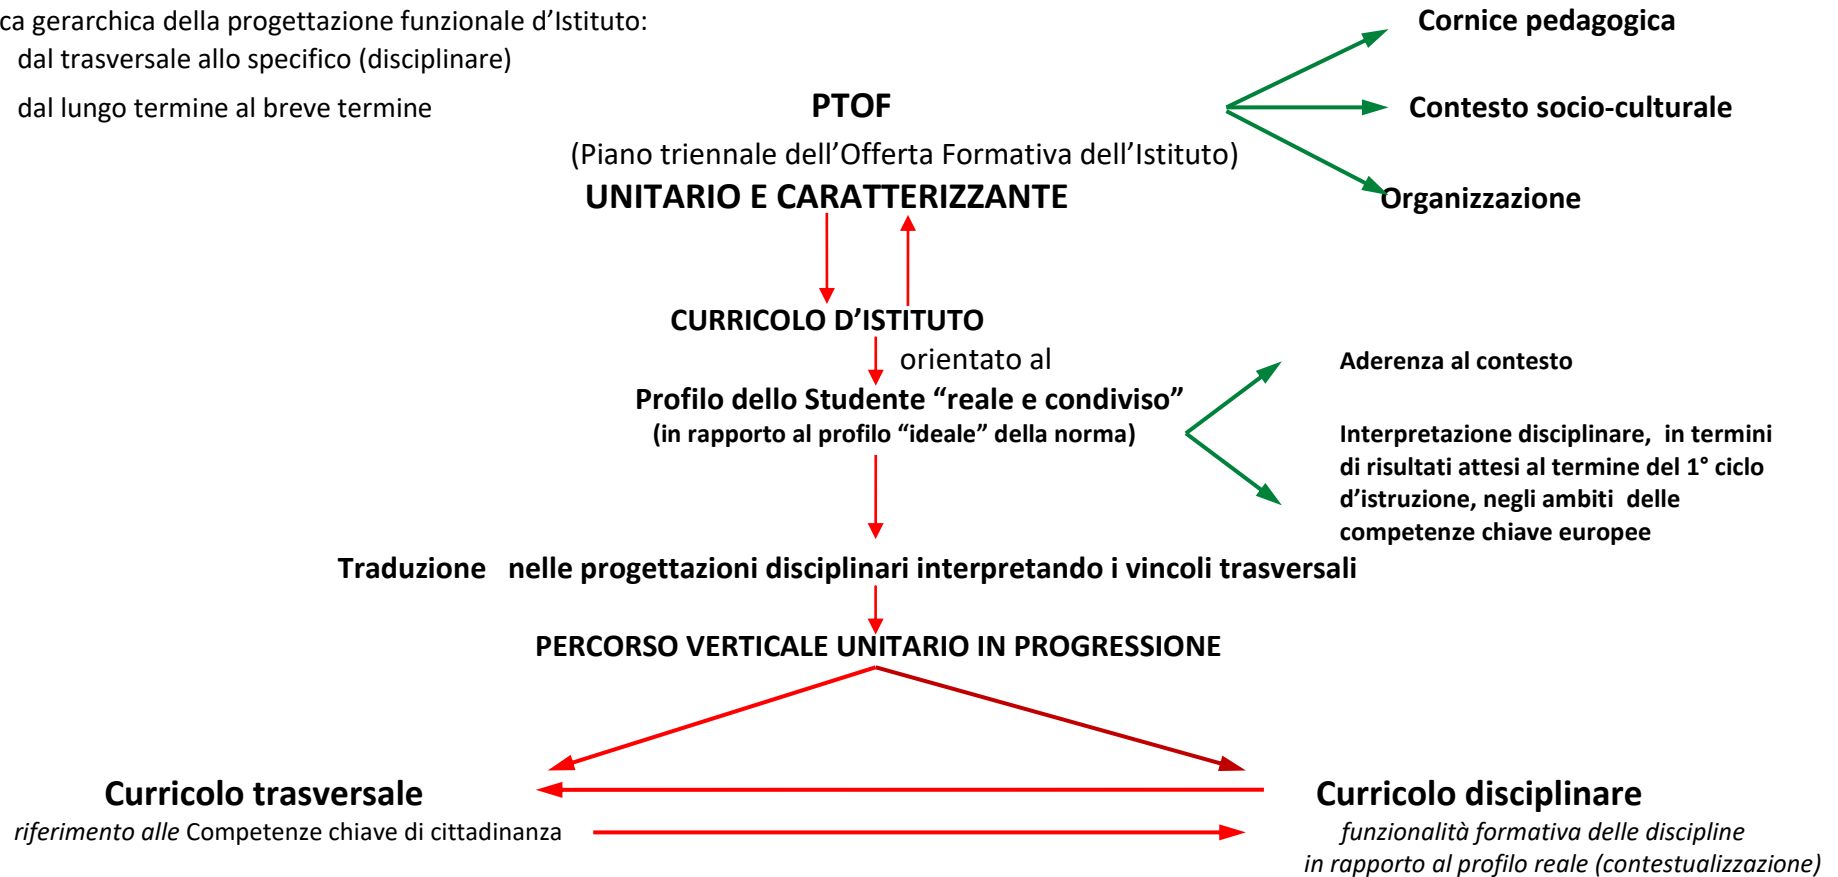 ca gerarchica della progettazione funzionale d’Istituto:
dal trasversale allo specifico (disciplinare)
dal lungo termine al breve termine
Cornice pedagogica
PTOF
Contesto socio-culturale
(Piano triennale dell’Offerta Formativa dell’Istituto)
UNITARIO E CARATTERIZZANTE
Organizzazione
CURRICOLO D’ISTITUTO
orientato al
Profilo dello Studente “reale e condiviso”
(in rapporto al profilo “ideale” della norma)
Aderenza al contesto
Interpretazione disciplinare, in termini
di risultati attesi al termine del 1° ciclo
d’istruzione, negli ambiti delle
competenze chiave europee
Traduzione nelle progettazioni disciplinari interpretando i vincoli trasversali
PERCORSO VERTICALE UNITARIO IN PROGRESSIONE
Curricolo trasversale
riferimento alle Competenze chiave di cittadinanza
Curricolo disciplinare
funzionalità formativa delle discipline
in rapporto al profilo reale (contestualizzazione)